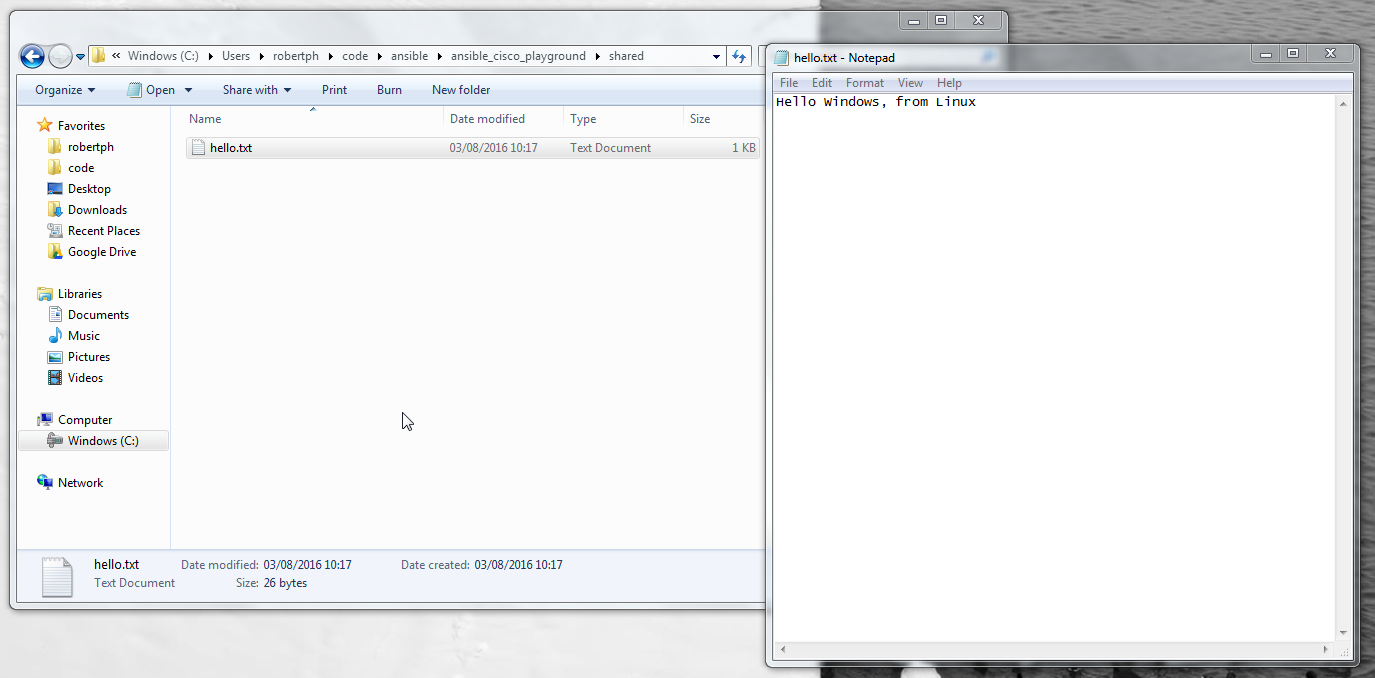 « Windows (C:) Users robertph code ansible ansible_cisco_playground shared
Organize Open Share with Print Burn New folder
Favorites
robertph
code
Desktop
Downloads
Recent Places
Google Drive
Libraries
Documents
Music
Pictures
Videos
Computer
Windows (C:)
Network
Name Date modified Type Size
hello.txt 03/08/2016 10:17 Text Document 1 KB
hello.txt Date modified: 03/08/2016 10:17 Date created: 03/08/2016 10:17
Text Document Size: 26 bytes
hello.txt - Notepad
File Edit Format View Help
Hello Windows, from Linux